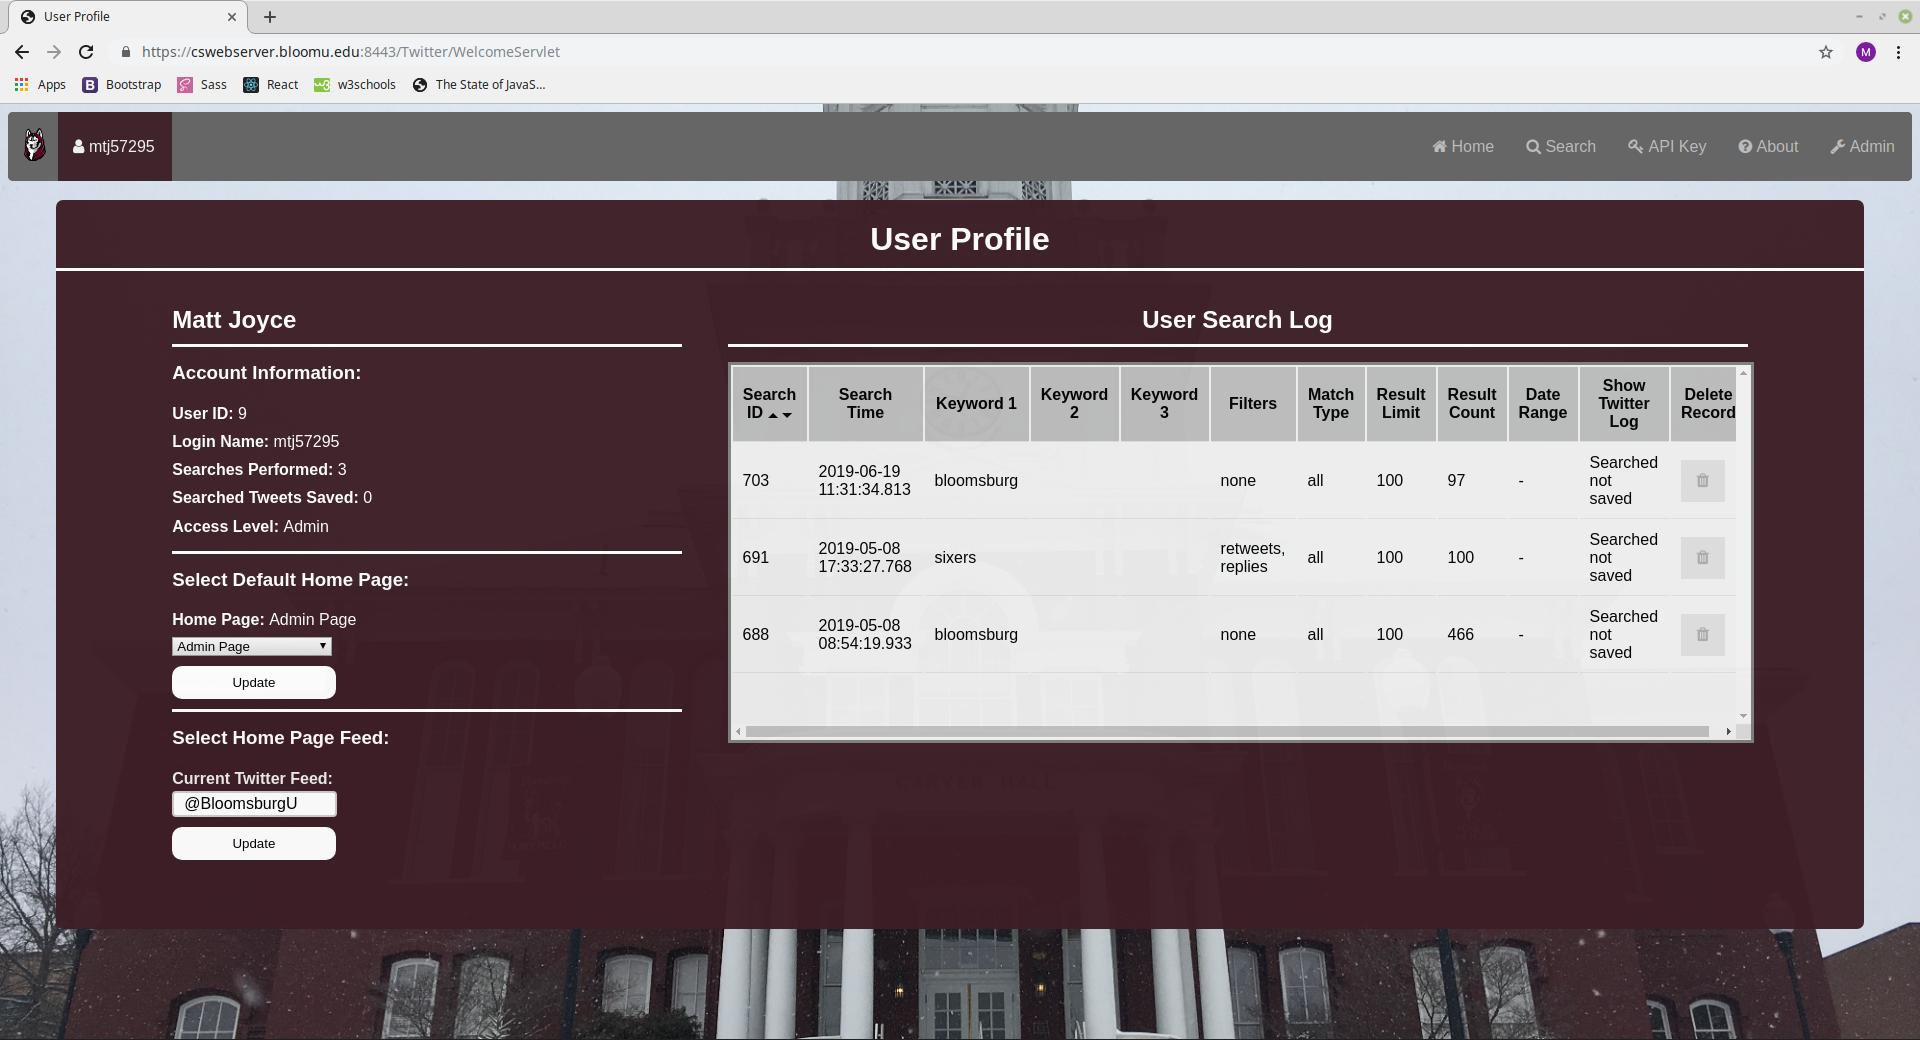 User Profile
https://cswebserver.bloomu.edu:8443/Twitter/WelcomeServlet
M
Apps
B Bootstrap
Sass
React
w3 w3schools
The State of JavaS...
mtj57295
Home
Search
API Key
About
Admin
User Profile
Matt Joyce
Account Information:
User ID: 9
Login Name: mtj57295
Searches Performed: 3
Searched Tweets Saved: 0
Access Level: Admin
Select Default Home Page:
Home Page: Admin Page
Admin Page
Update
Select Home Page Feed:
Current Twitter Feed:
@BloomsburgU
Update
User Search Log
Search
ID
Search
Time
Keyword 1
Keyword
2
Keyword
3
Filters
Match
Type
Result
Limit
Result
Count
Date
Range
Show
Twitter
Log
Delete
Record
703
2019-06-19
11:31:34.813
bloomsburg
none
all
100
97
-
Searched
not
saved
691
2019-05-08
17:33:27.768
sixers
retweets,
replies
all
100
100
-
Searched
not
saved
688
2019-05-08
08:54:19.933
bloomsburg
none
all
100
466
-
Searched
not
saved